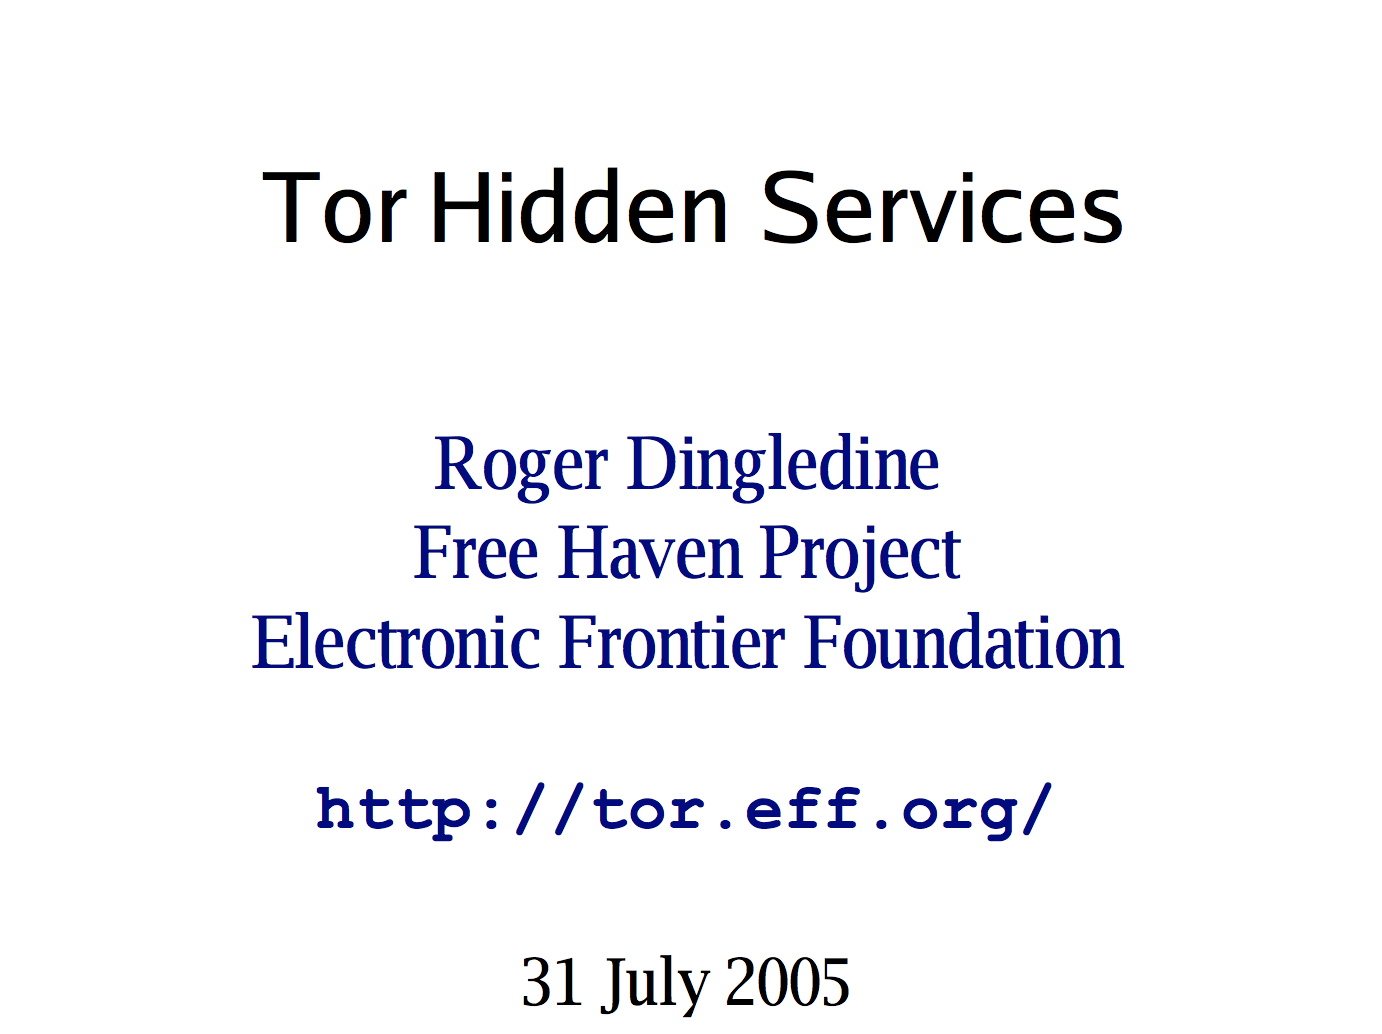 Tor Hidden Services
Roger Dingledine
Free Haven Project
Electronic Frontier Foundation
http://tor.eff.org/
31 July 2005